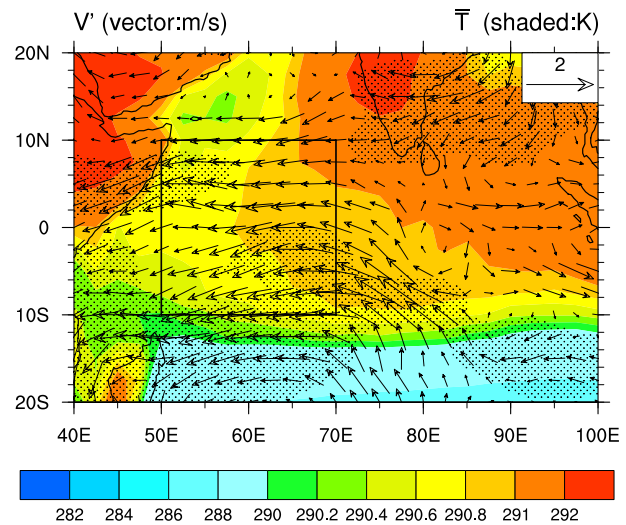 V' (vector:m/s) T̅ (shaded:K)
20N
2
10N
0
10S
20S
40E 50E 60E 70E 80E 90E 100E
282 284 286 288 290 290.2 290.4 290.6 290.8 291 292